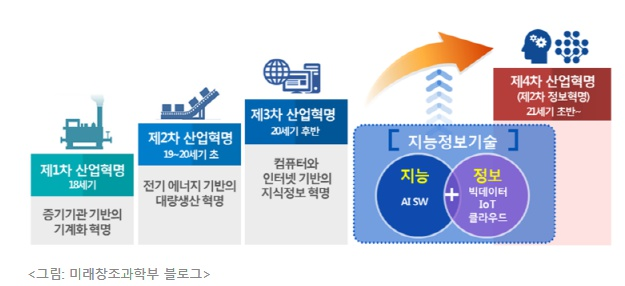 제1차 산업혁명
18세기
증기기관 기반의
기계화 혁명
제2차 산업혁명
19~20세기 초
전기 에너지 기반의
대량생산 혁명
제3차 산업혁명
20세기 후반
컴퓨터와
인터넷 기반의
지식정보 혁명
[ 지능정보기술 ]
지능
AI SW
+
정보
빅데이터
IoT
클라우드
제4차 산업혁명
(제2차 정보혁명)
21세기 초반~
<그림: 미래창조과학부 블로그>